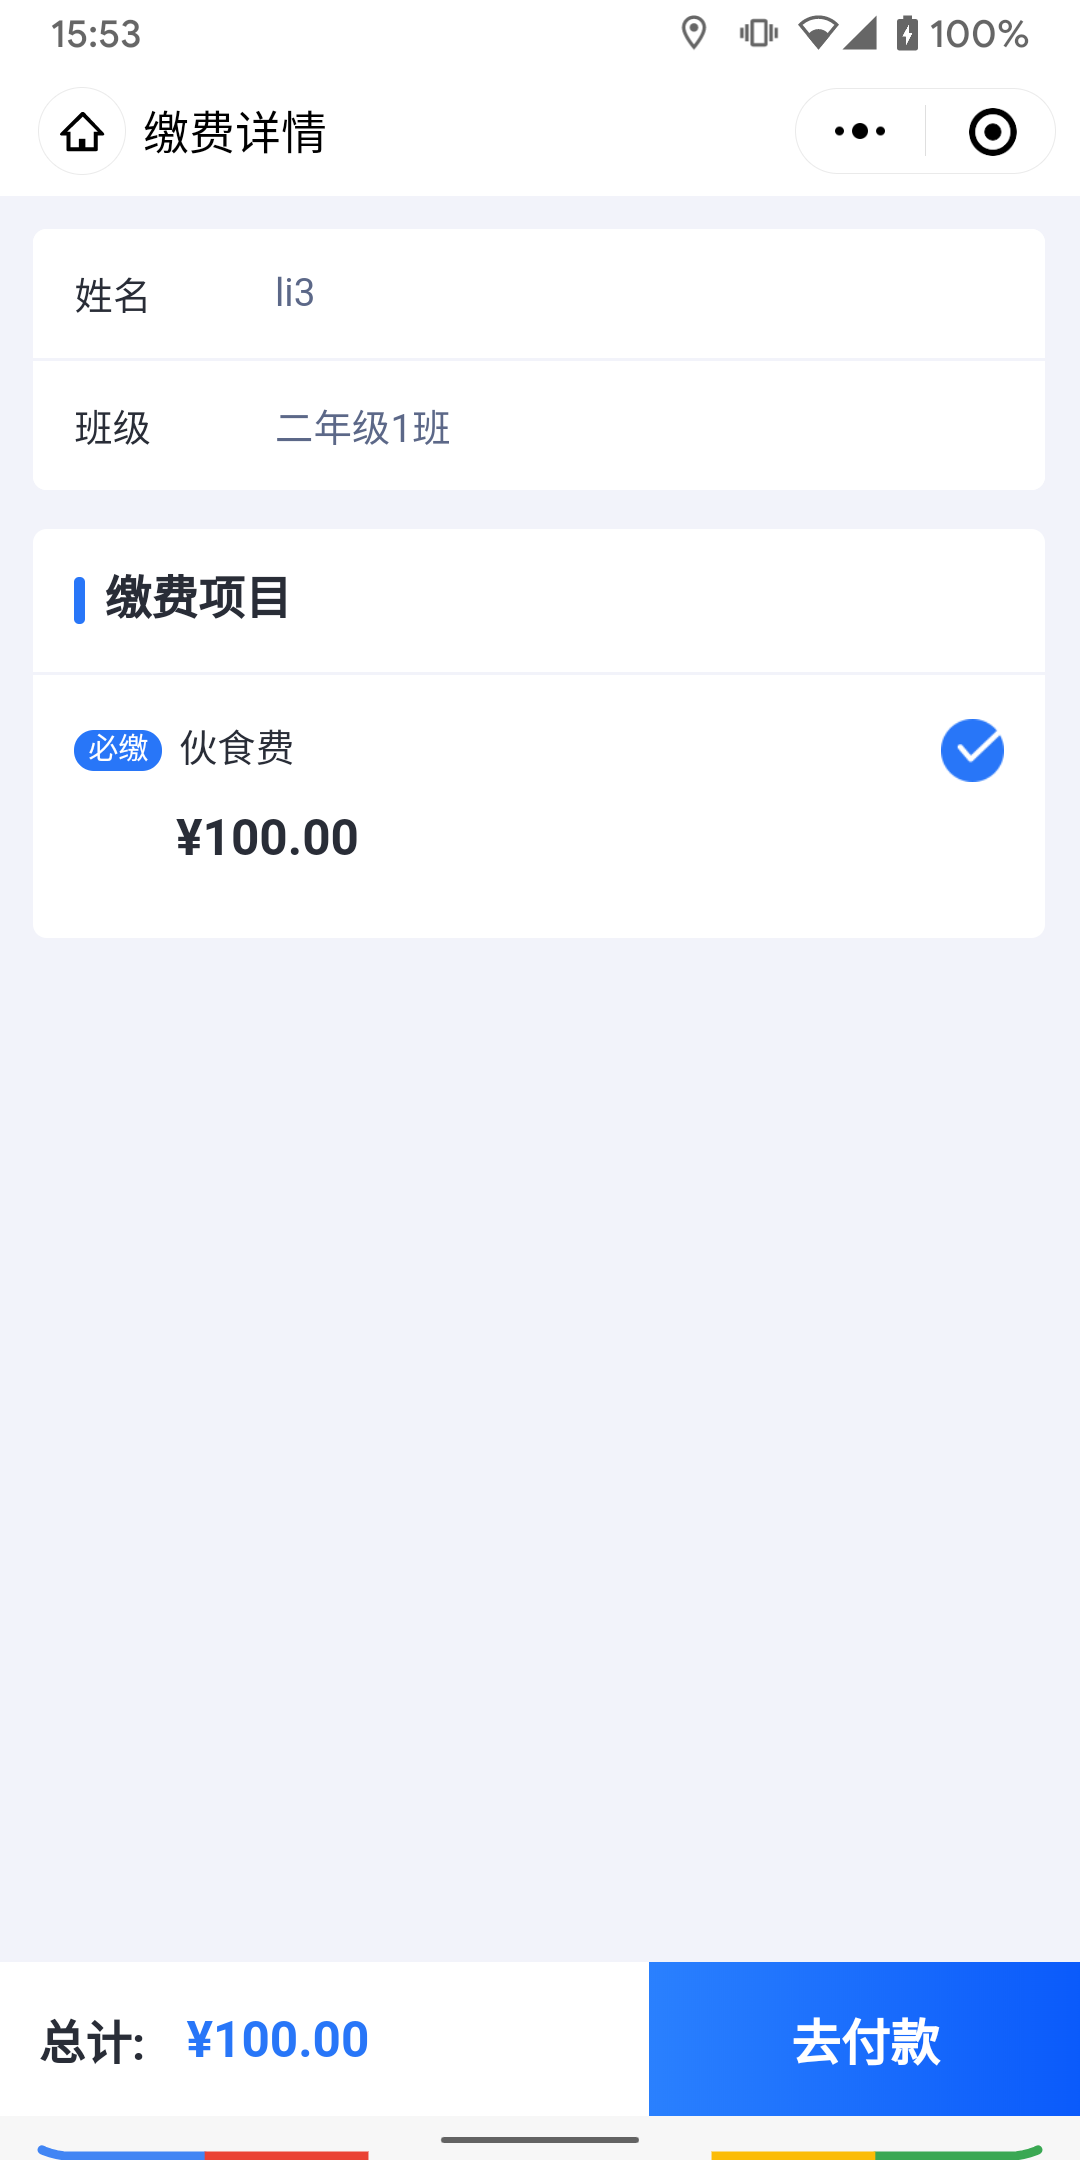 15:53
100%
缴费详情
姓名 li3
班级 二年级1班
缴费项目
必缴 伙食费
¥100.00
总计: ¥100.00
去付款